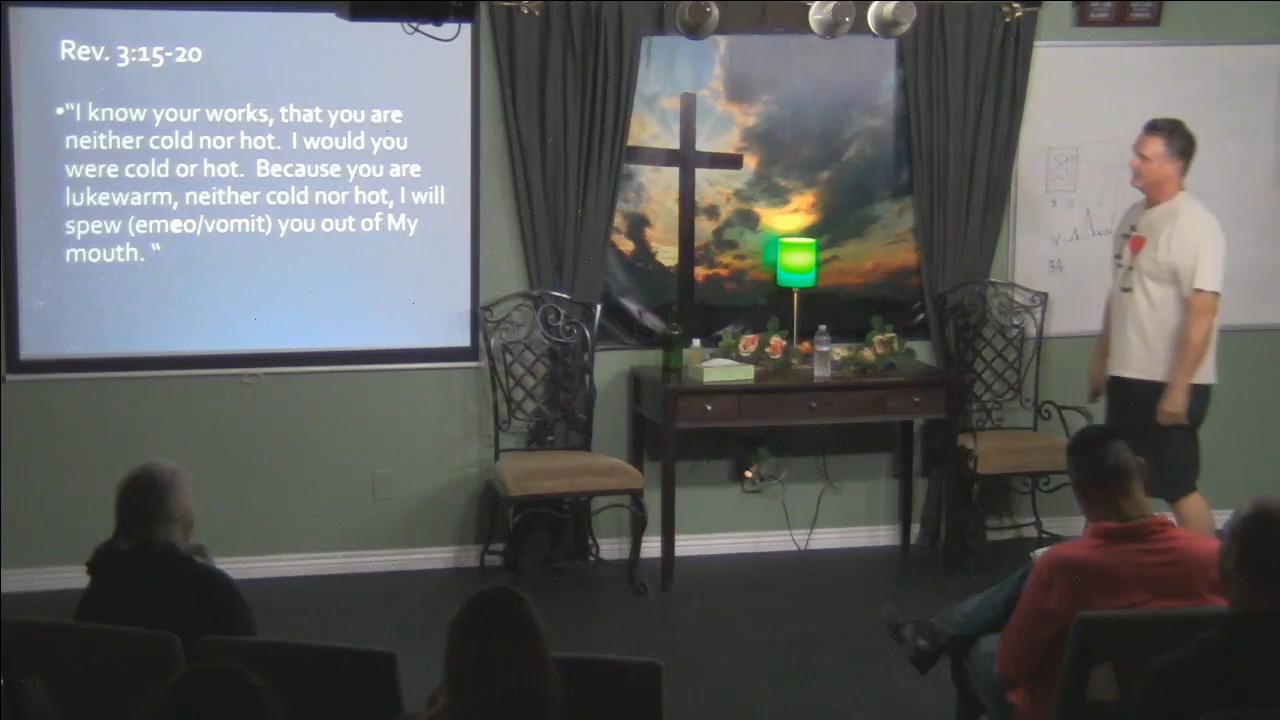 Rev. 3:15-20
•"I know your works, that you are
neither cold nor hot.  I would you
were cold or hot.  Because you are
lukewarm, neither cold nor hot, I will
spew (emeo/vomit) you out of My
mouth. "